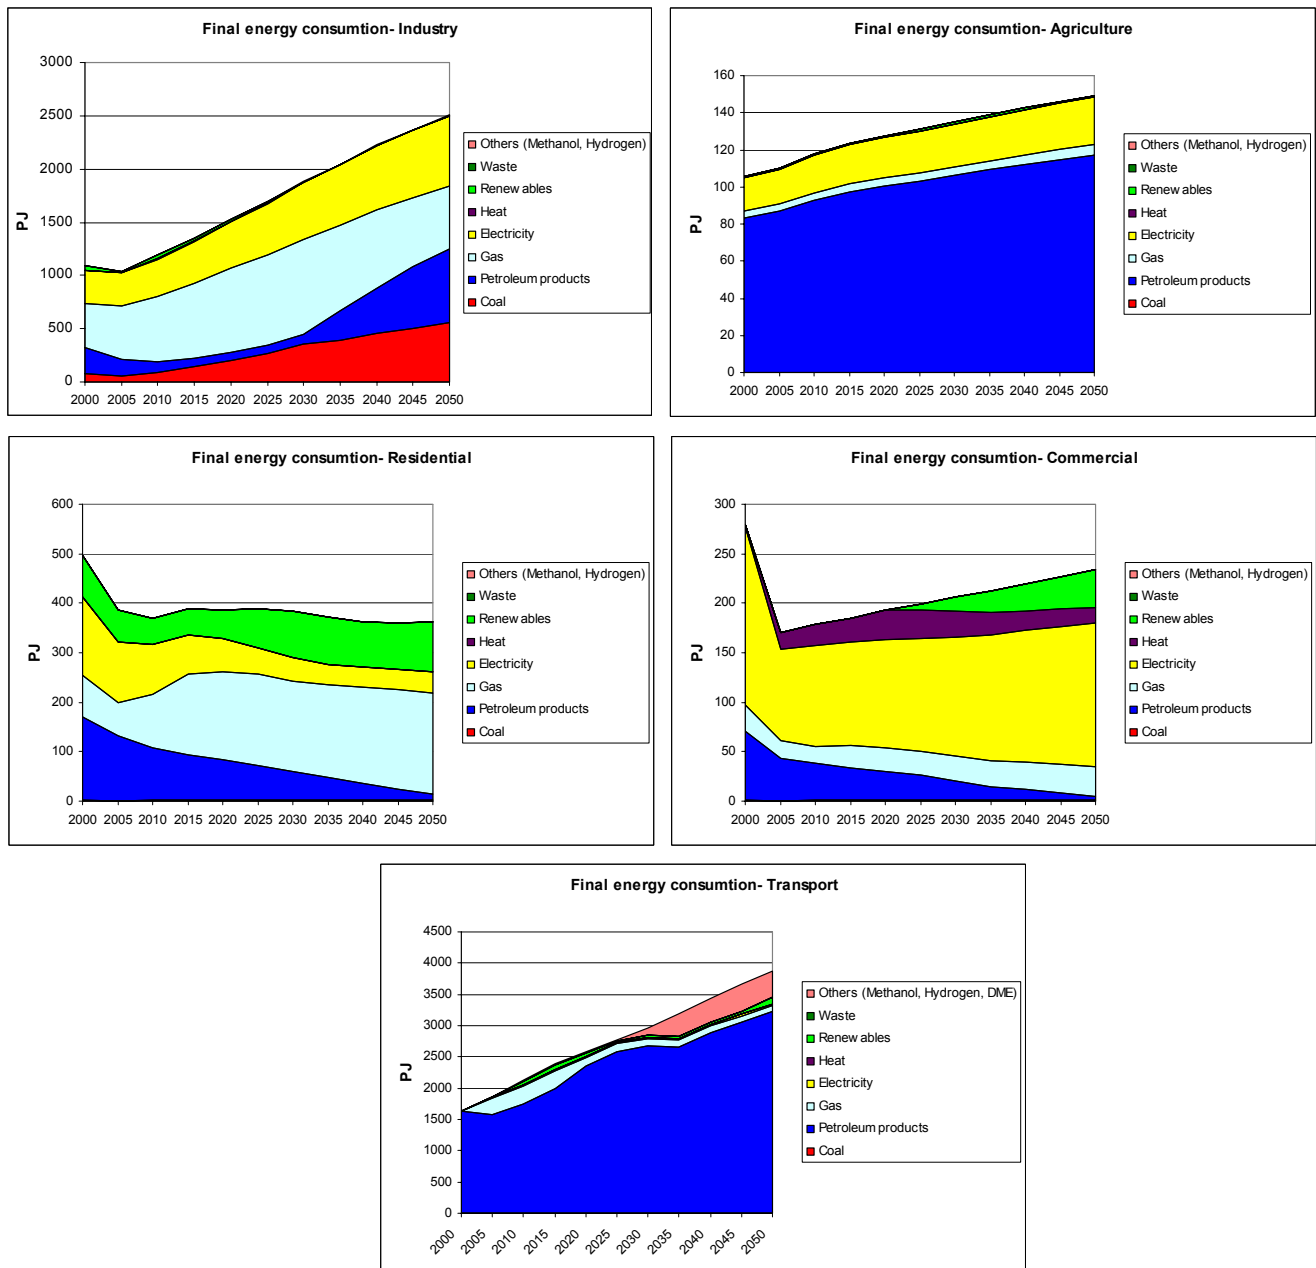 Final energy consumtion- Industry
3000
2500
2000
1500
1000
500
0
PJ
2000 2005 2010 2015 2020 2025 2030 2035 2040 2045 2050
Others (Methanol, Hydrogen)
Waste
Renew ables
Heat
Electricity
Gas
Petroleum products
Coal
Final energy consumtion- Agriculture
160
140
120
100
80
60
40
20
0
PJ
2000 2005 2010 2015 2020 2025 2030 2035 2040 2045 2050
Others (Methanol, Hydrogen)
Waste
Renew ables
Heat
Electricity
Gas
Petroleum products
Coal
Final energy consumtion- Residential
600
500
400
300
200
100
0
PJ
2000 2005 2010 2015 2020 2025 2030 2035 2040 2045 2050
Others (Methanol, Hydrogen)
Waste
Renew ables
Heat
Electricity
Gas
Petroleum products
Coal
Final energy consumtion- Commercial
300
250
200
150
100
50
0
PJ
2000 2005 2010 2015 2020 2025 2030 2035 2040 2045 2050
Others (Methanol, Hydrogen)
Waste
Renew ables
Heat
Electricity
Gas
Petroleum products
Coal
Final energy consumtion- Transport
4500
4000
3500
3000
2500
2000
1500
1000
500
0
PJ
2000 2005 2010 2015 2020 2025 2030 2035 2040 2045 2050
Others (Methanol, Hydrogen, DME)
Waste
Renew ables
Heat
Electricity
Gas
Petroleum products
Coal